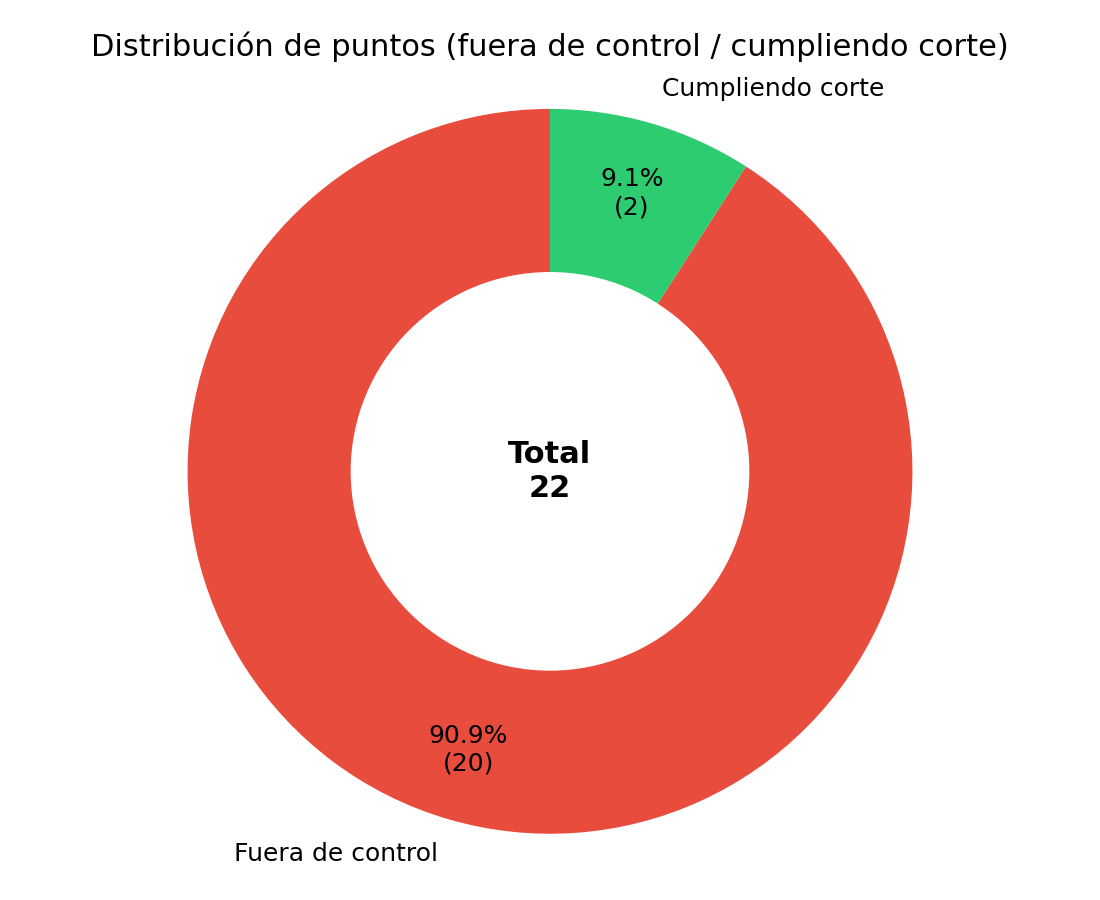 Distribución de puntos (fuera de control / cumpliendo corte)
Cumpliendo corte
9.1%
(2)
Total
22
90.9%
(20)
Fuera de control